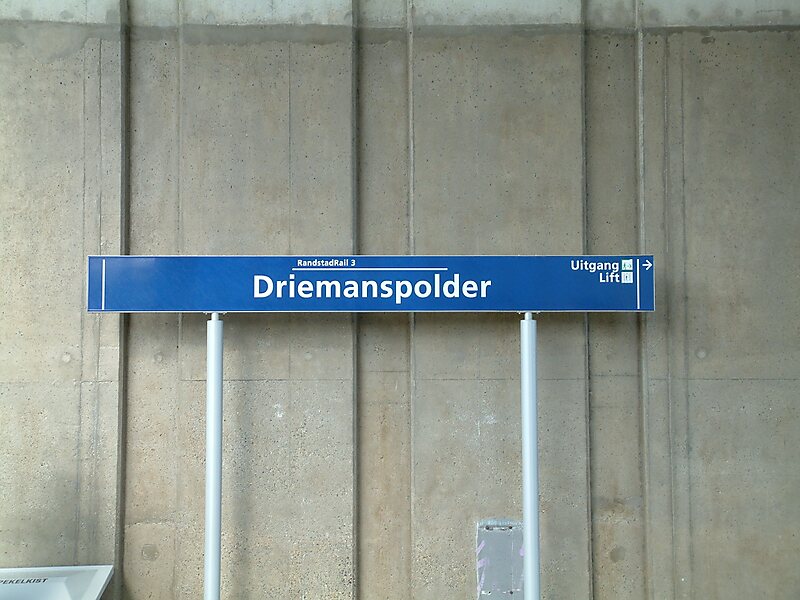 RandstadRail 3
Driemanspolder
Uitgang
Lift
PEKELKIST